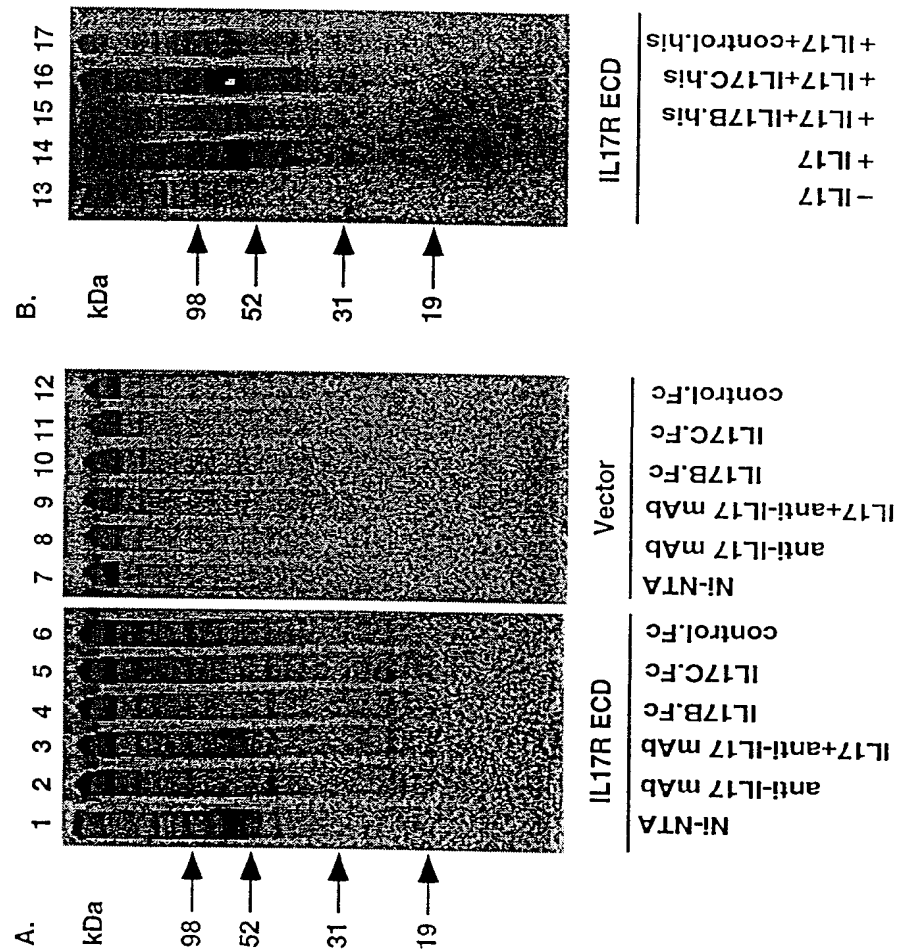 A.
kDa
1 2 3 4 5 6
7 8 9 10 11 12
98
52
31
19
IL17R ECD
Ni-NTA
anti-IL17 mAb
IL17+anti-IL17 mAb
IL17B.Fc
IL17C.Fc
control.Fc
Vector
Ni-NTA
anti-IL17 mAb
IL17+anti-IL17 mAb
IL17B.Fc
IL17C.Fc
control.Fc
B.
kDa
13 14 15 16 17
98
52
31
19
IL17R ECD
– IL17
+ IL17
+ IL17+IL17B.his
+ IL17+IL17C.his
+ IL17+control.his